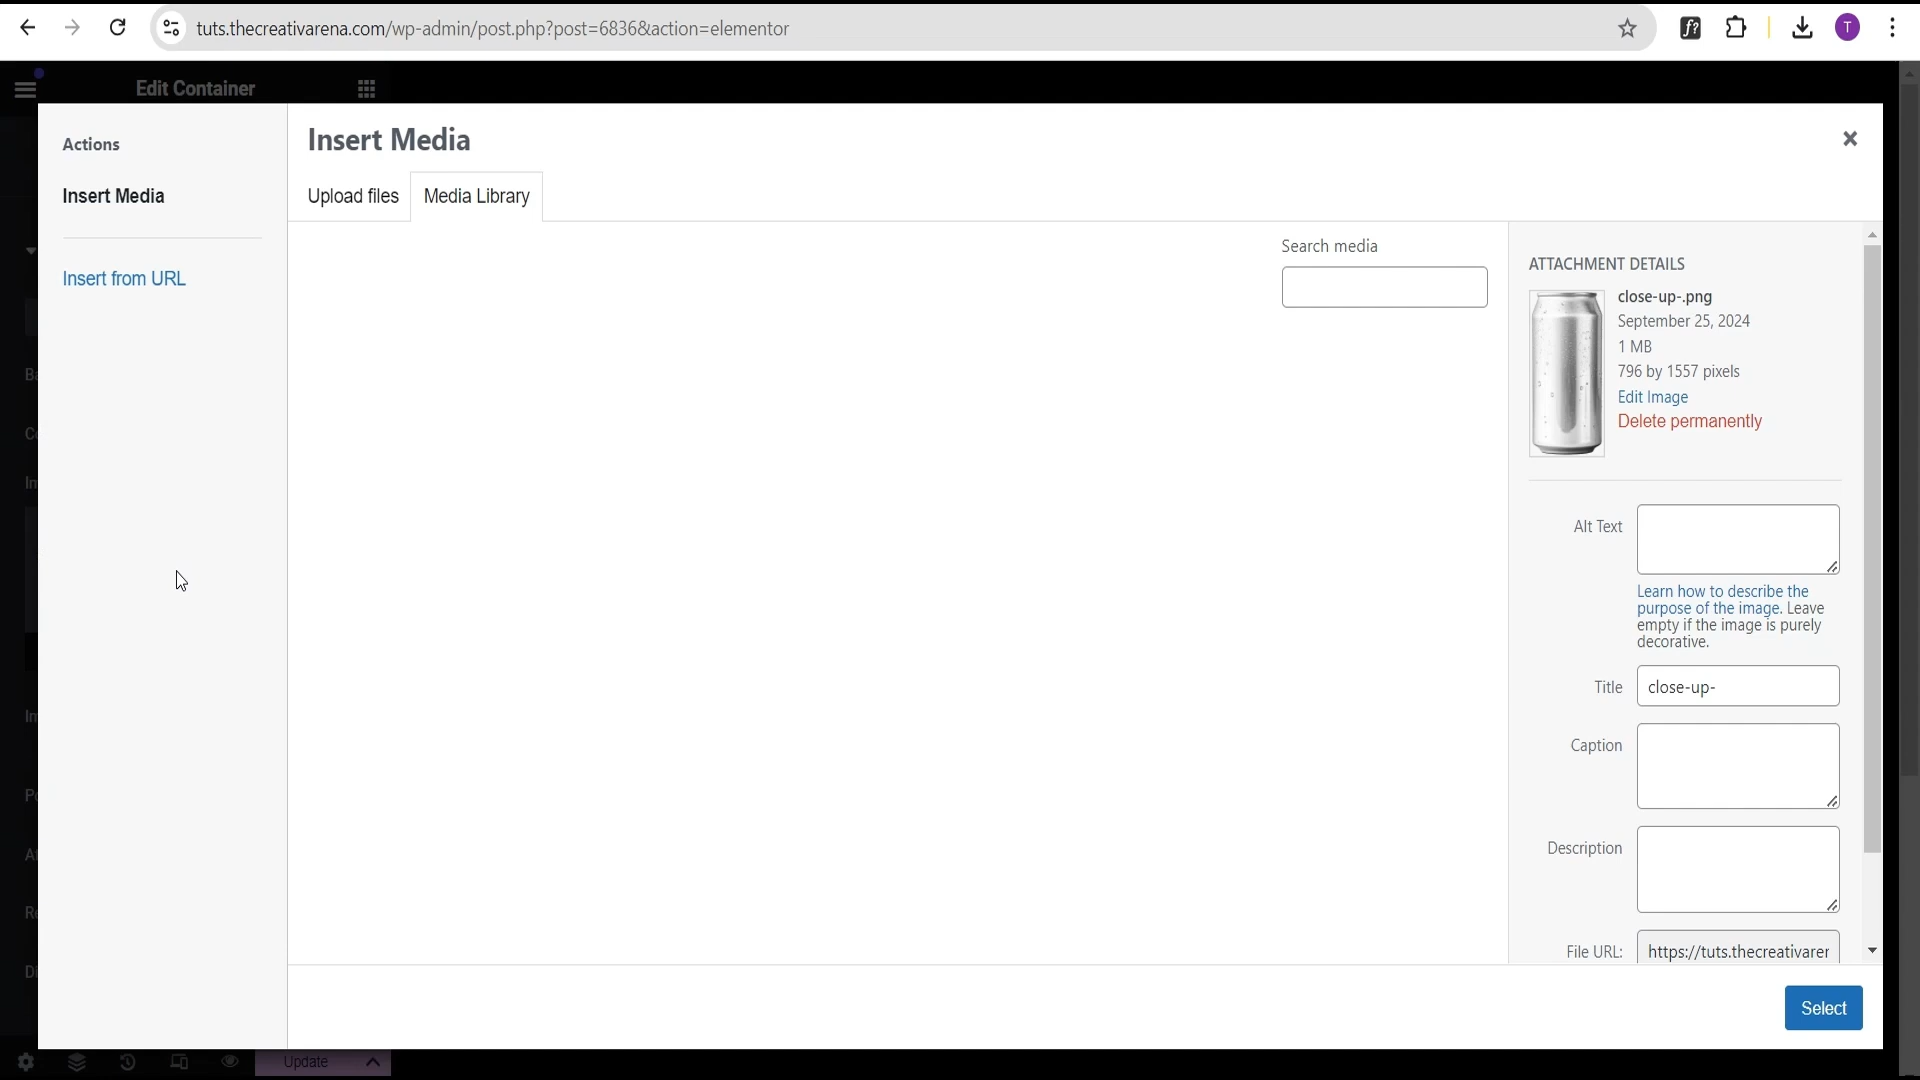 tuts.thecreativarena.com/wp-admin/post.php?post=6836&action=elementor
T
Edit Container
Actions
Insert Media
Insert from URL
Insert Media
Upload files
Media Library
Search media
ATTACHMENT DETAILS
close-up-.png
September 25, 2024
1 MB
796 by 1557 pixels
Edit Image
Delete permanently
Alt Text
Learn how to describe the
purpose of the image. Leave
empty if the image is purely
decorative.
Title
close-up-
Caption
Description
File URL:
https://tuts.thecreativarer
Select
Update